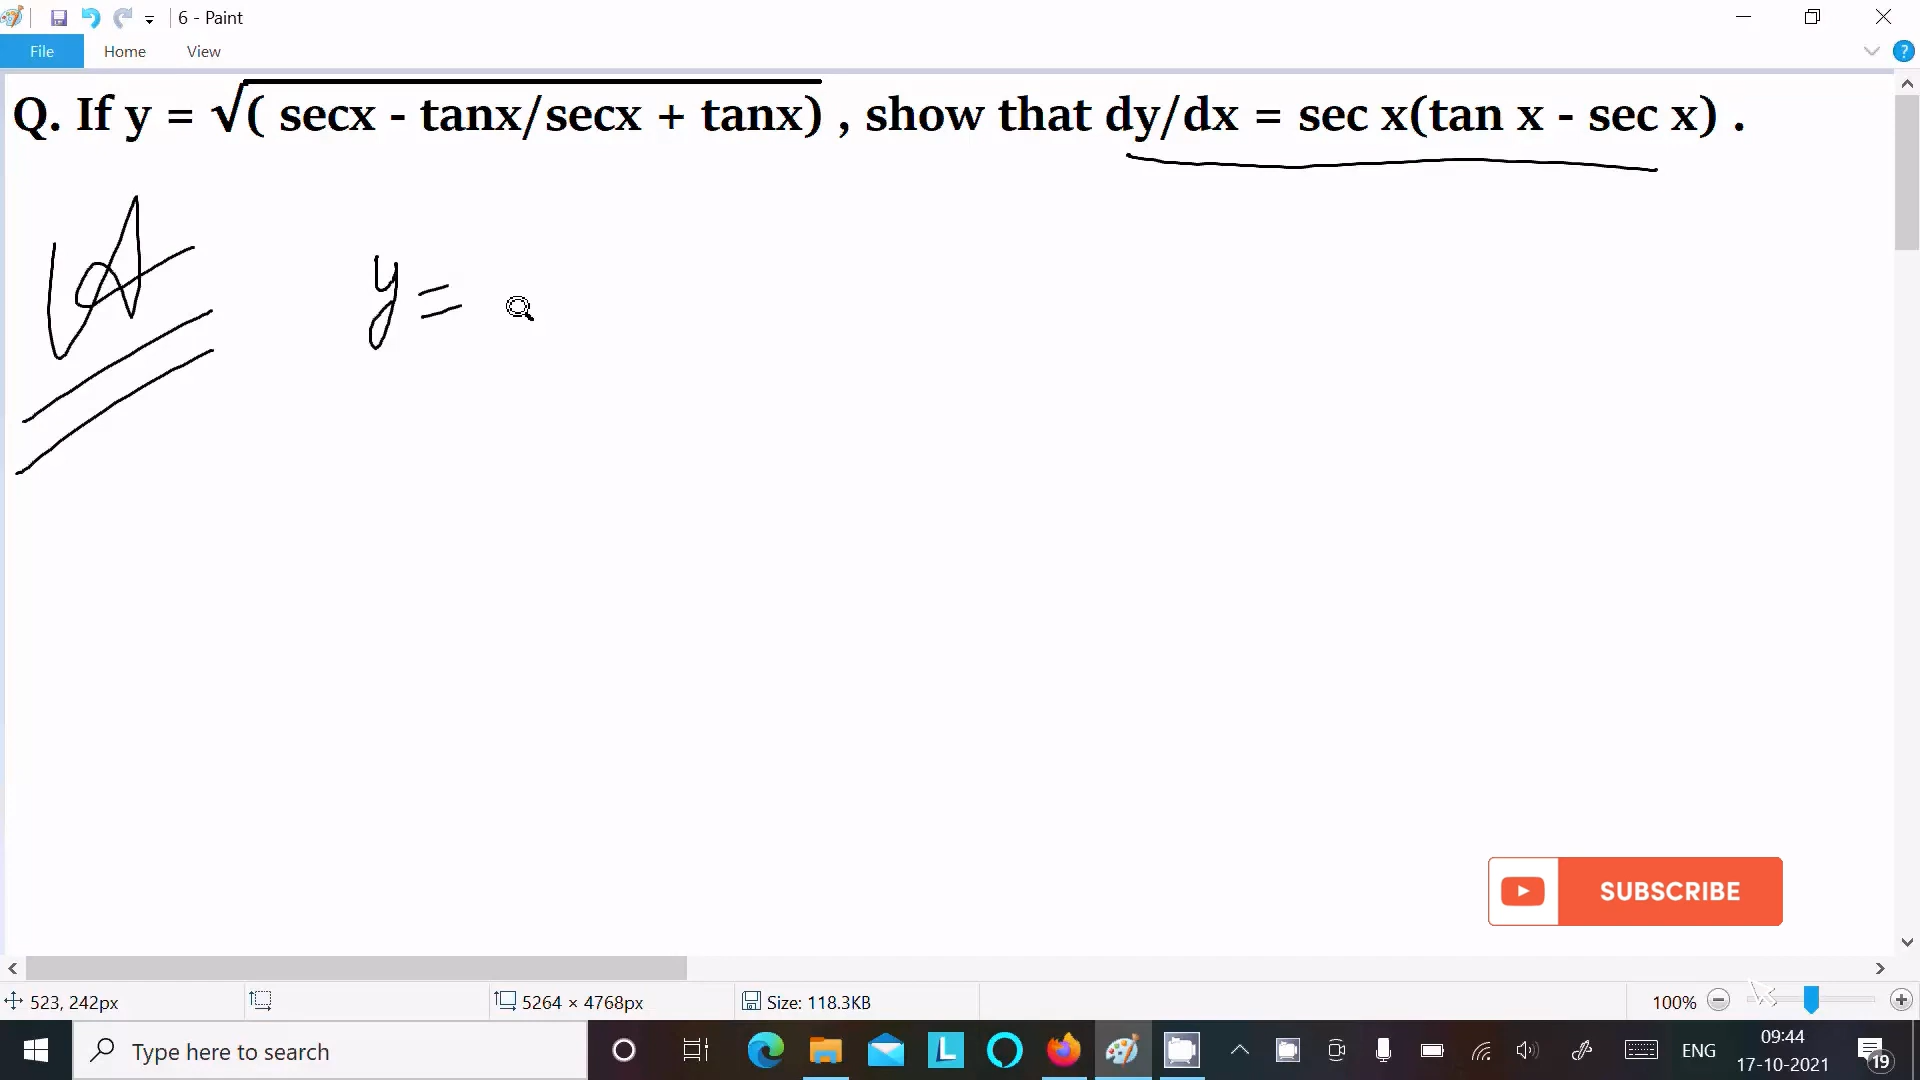 6 - Paint
File Home View
Q. If y = √( secx - tanx/secx + tanx) , show that dy/dx = sec x(tan x - sec x) .
y =
SUBSCRIBE
523, 242px 5264 × 4768px Size: 118.3KB 100%
Type here to search L ENG 09:44
17-10-2021 19